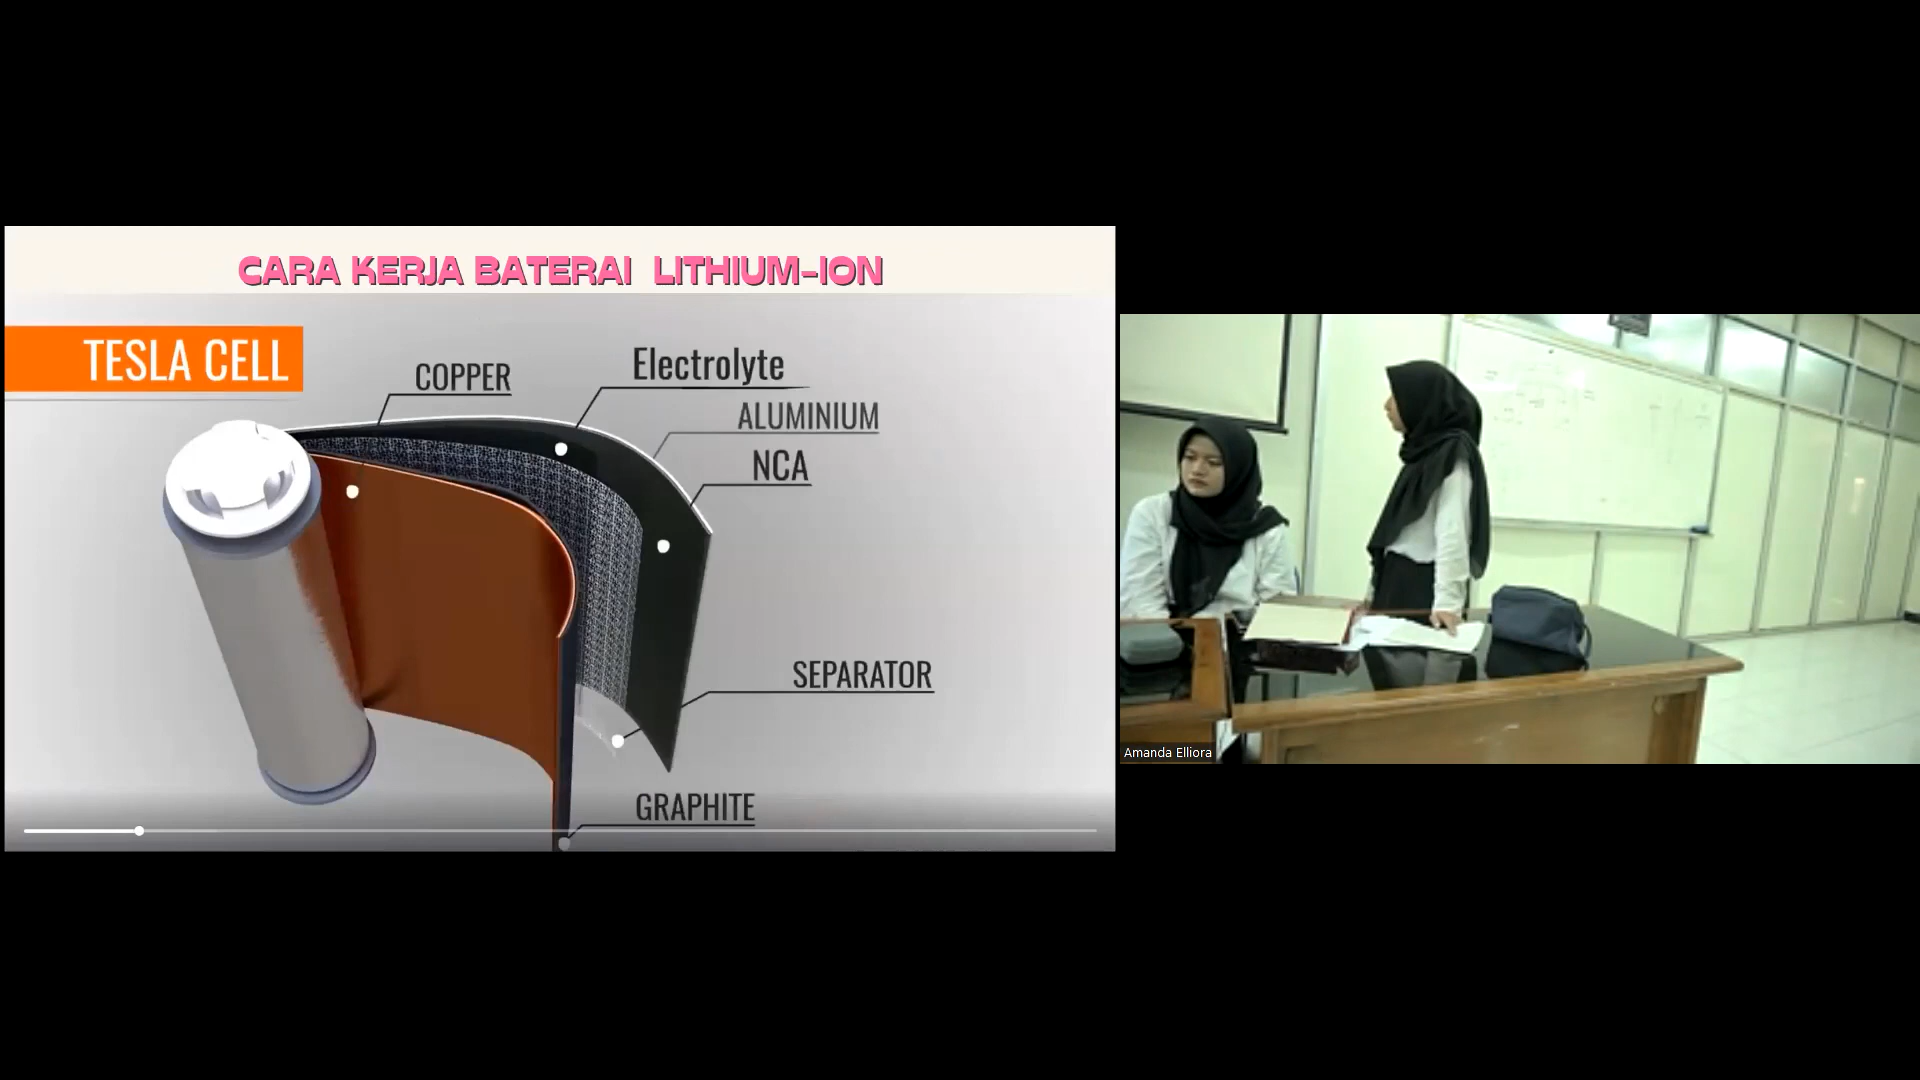 CARA KERJA BATERAI LITHIUM-ION
TESLA CELL
COPPER
Electrolyte
ALUMINIUM
NCA
SEPARATOR
GRAPHITE
Amanda Elliora